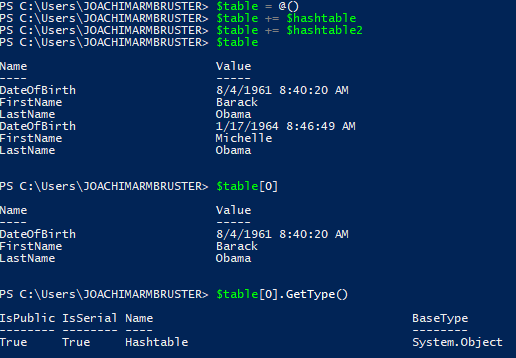 PS C:\Users\JOACHIMARMBRUSTER> $table = @()
PS C:\Users\JOACHIMARMBRUSTER> $table += $hashtable
PS C:\Users\JOACHIMARMBRUSTER> $table += $hashtable2
PS C:\Users\JOACHIMARMBRUSTER> $table
Name Value
---- -----
DateOfBirth 8/4/1961 8:40:20 AM
FirstName Barack
LastName Obama
DateOfBirth 1/17/1964 8:46:49 AM
FirstName Michelle
LastName Obama
PS C:\Users\JOACHIMARMBRUSTER> $table[0]
Name Value
---- -----
DateOfBirth 8/4/1961 8:40:20 AM
FirstName Barack
LastName Obama
PS C:\Users\JOACHIMARMBRUSTER> $table[0].GetType()
IsPublic IsSerial Name BaseType
-------- -------- ---- --------
True True Hashtable System.Object